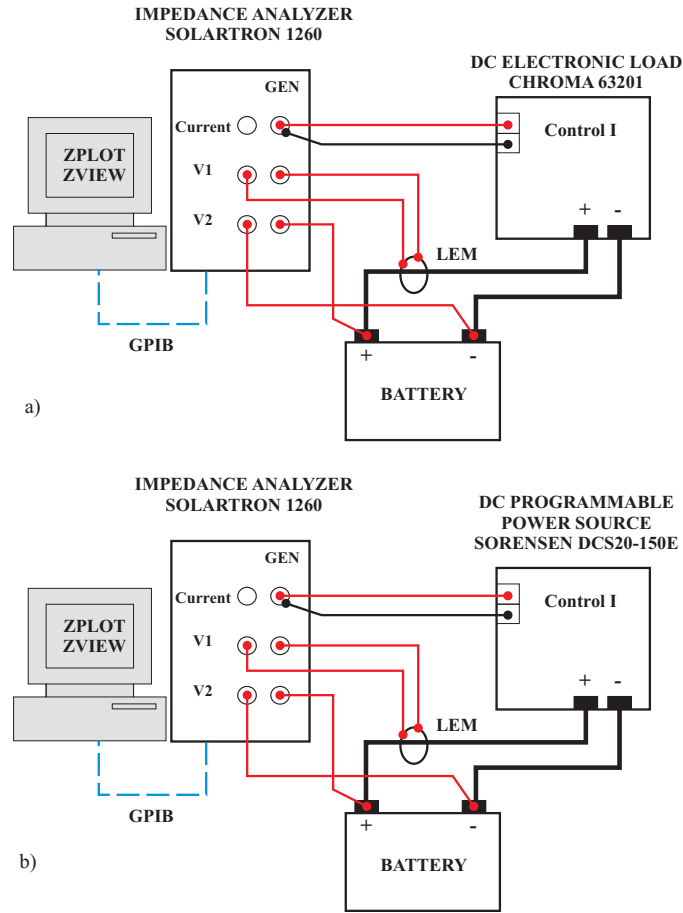 IMPEDANCE ANALYZER
SOLARTRON 1260
GEN
DC ELECTRONIC LOAD
CHROMA 63201
Current
Control I
ZPLOT
ZVIEW
V1
V2
+ -
LEM
GPIB
+ -
BATTERY
a)
IMPEDANCE ANALYZER
SOLARTRON 1260
DC PROGRAMMABLE
POWER SOURCE
SORENSEN DCS20-150E
GEN
Current
Control I
ZPLOT
ZVIEW
V1
V2
+ -
LEM
GPIB
+ -
BATTERY
b)